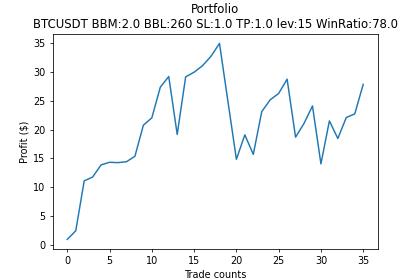 Portfolio
BTCUSDT BBM:2.0 BBL:260 SL:1.0 TP:1.0 lev:15 WinRatio:78.0
Profit ($)
35
30
25
20
15
10
5
0
0 5 10 15 20 25 30 35
Trade counts